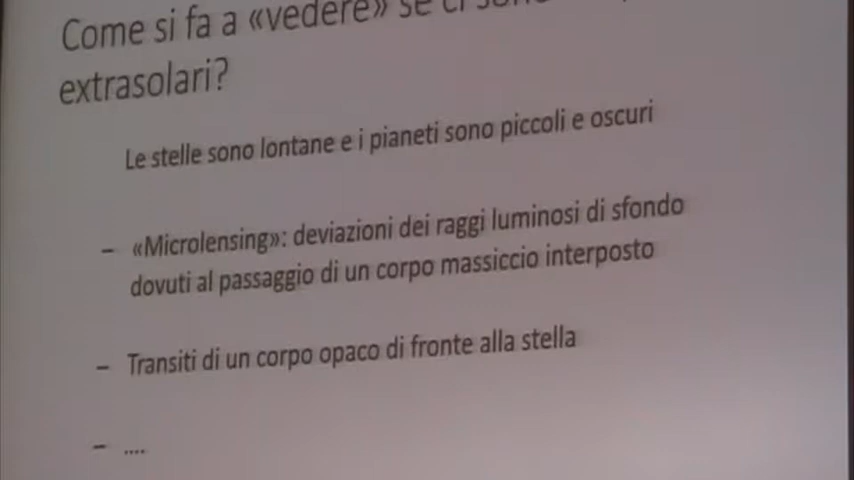 Come si fa a «vedere» se ci sono
extrasolari?
Le stelle sono lontane e i pianeti sono piccoli e oscuri
– «Microlensing»: deviazioni dei raggi luminosi di sfondo
dovuti al passaggio di un corpo massiccio interposto
– Transiti di un corpo opaco di fronte alla stella
– ....